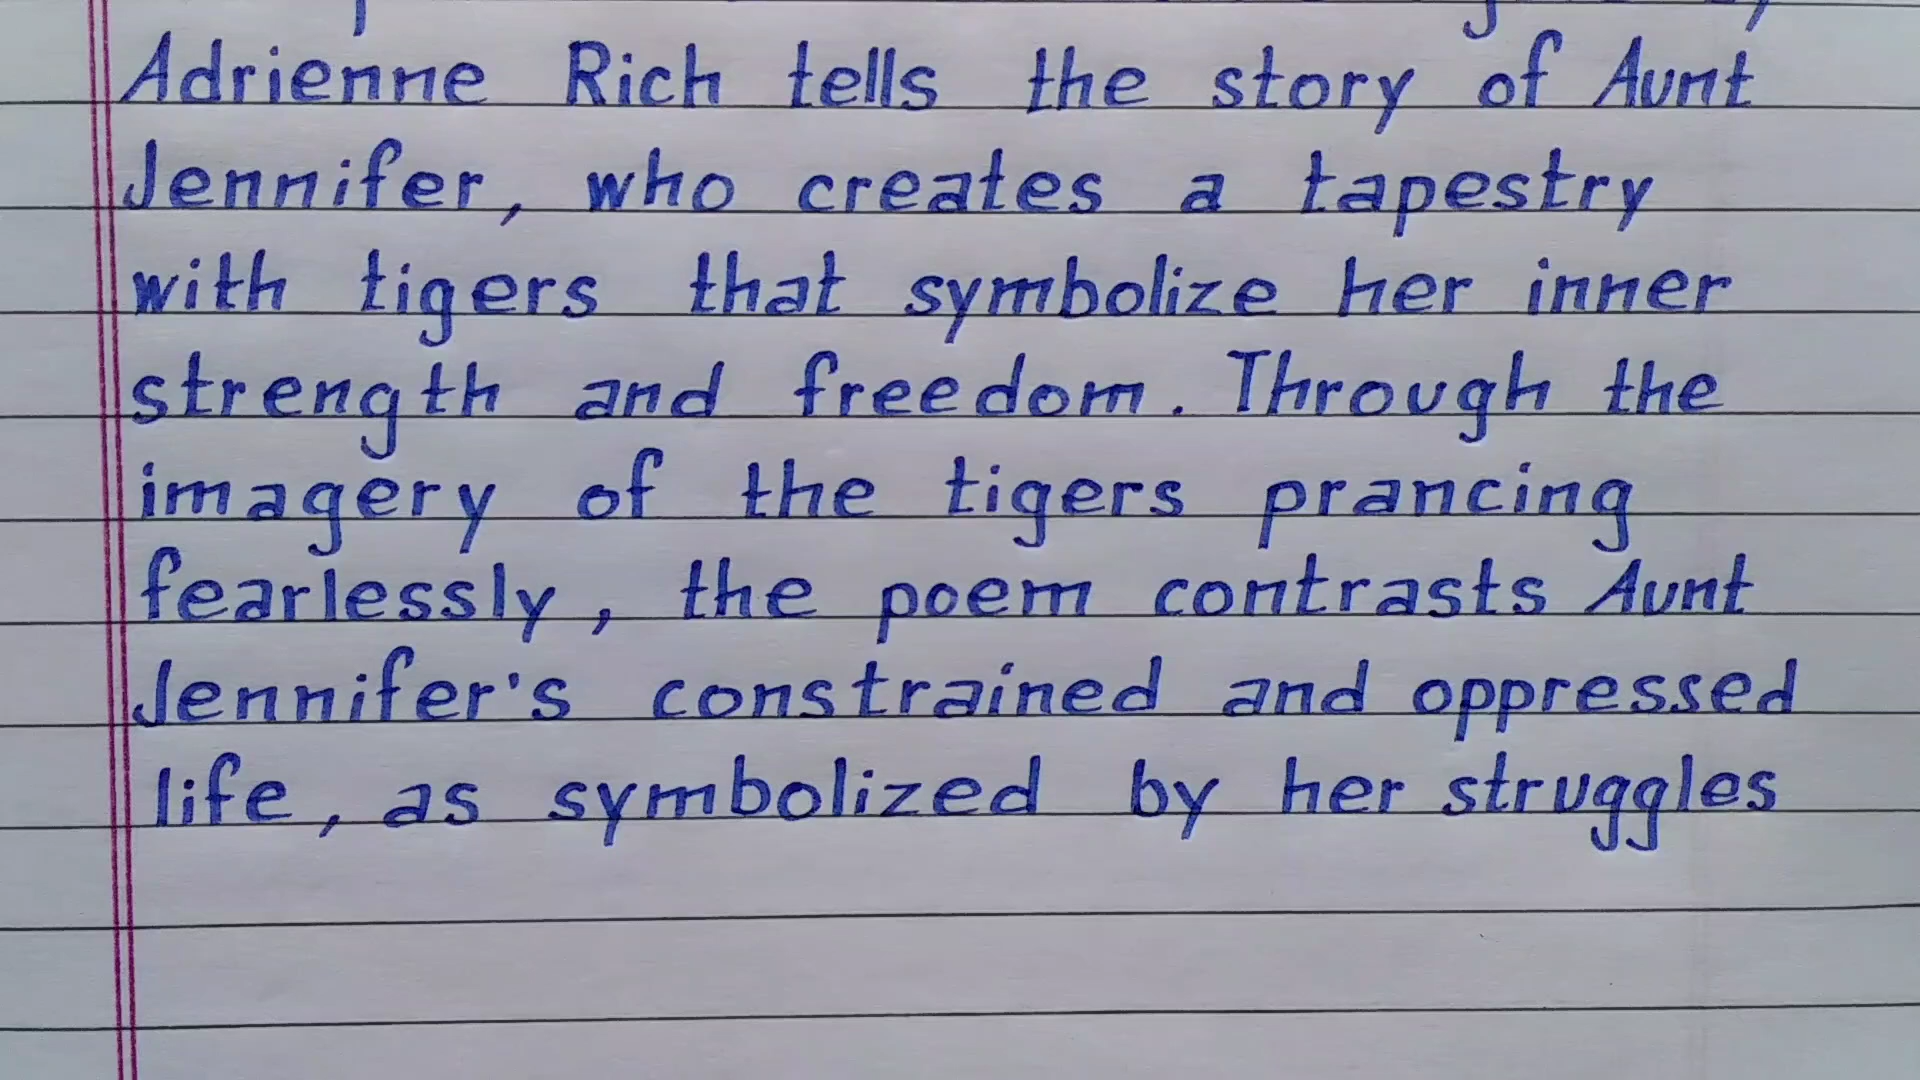 Adrienne Rich tells the story of Aunt
Jennifer, who creates a tapestry
with tigers that symbolize her inner
strength and freedom. Through the
imagery of the tigers prancing
fearlessly, the poem contrasts Aunt
Jennifer's constrained and oppressed
life, as symbolized by her struggles